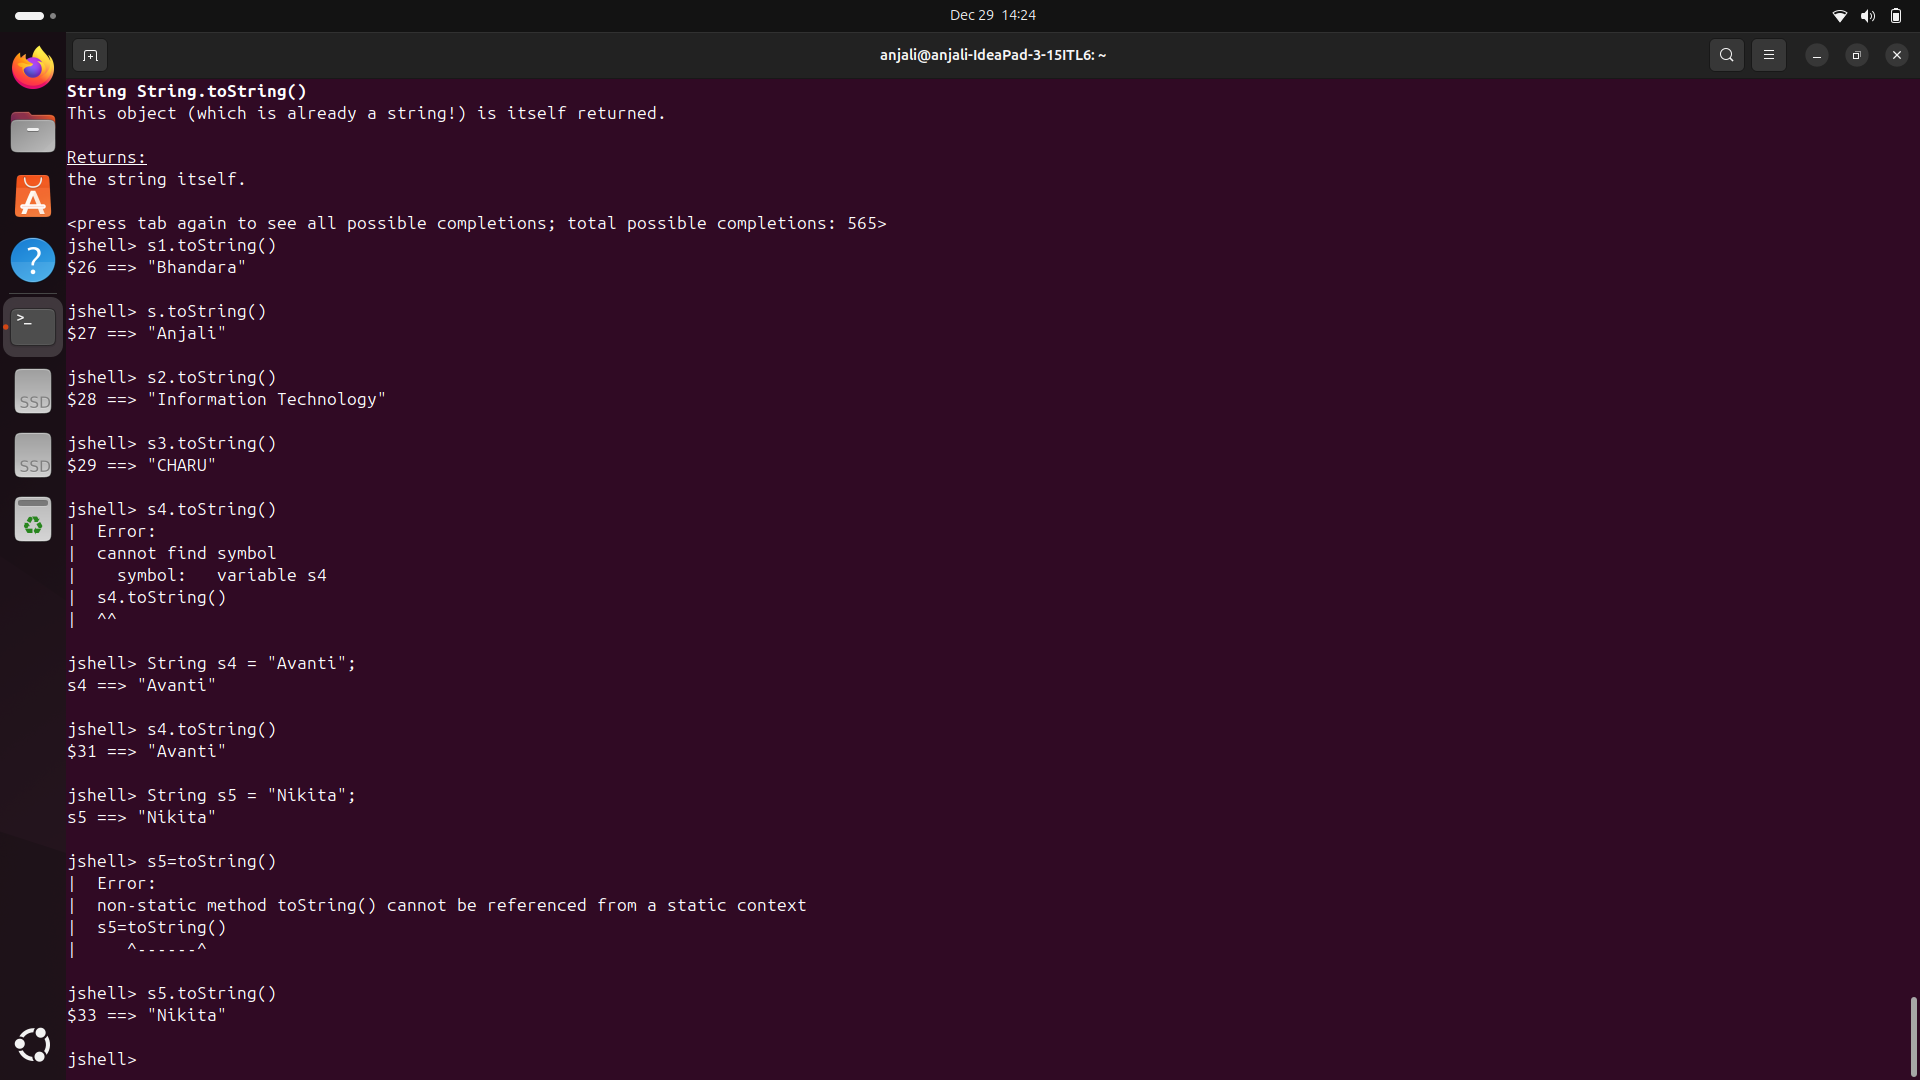 Dec 29 14:24
anjali@anjali-IdeaPad-3-15ITL6: ~
String String.toString()
This object (which is already a string!) is itself returned.
Returns:
the string itself.
<press tab again to see all possible completions; total possible completions: 565>
jshell> s1.toString()
$26 ==> "Bhandara"
jshell> s.toString()
$27 ==> "Anjali"
jshell> s2.toString()
$28 ==> "Information Technology"
jshell> s3.toString()
$29 ==> "CHARU"
jshell> s4.toString()
|  Error:
|  cannot find symbol
|    symbol:   variable s4
|  s4.toString()
|  ^^
jshell> String s4 = "Avanti";
s4 ==> "Avanti"
jshell> s4.toString()
$31 ==> "Avanti"
jshell> String s5 = "Nikita";
s5 ==> "Nikita"
jshell> s5=toString()
|  Error:
|  non-static method toString() cannot be referenced from a static context
|  s5=toString()
|     ^------^
jshell> s5.toString()
$33 ==> "Nikita"
jshell>
>_
SSD
SSD